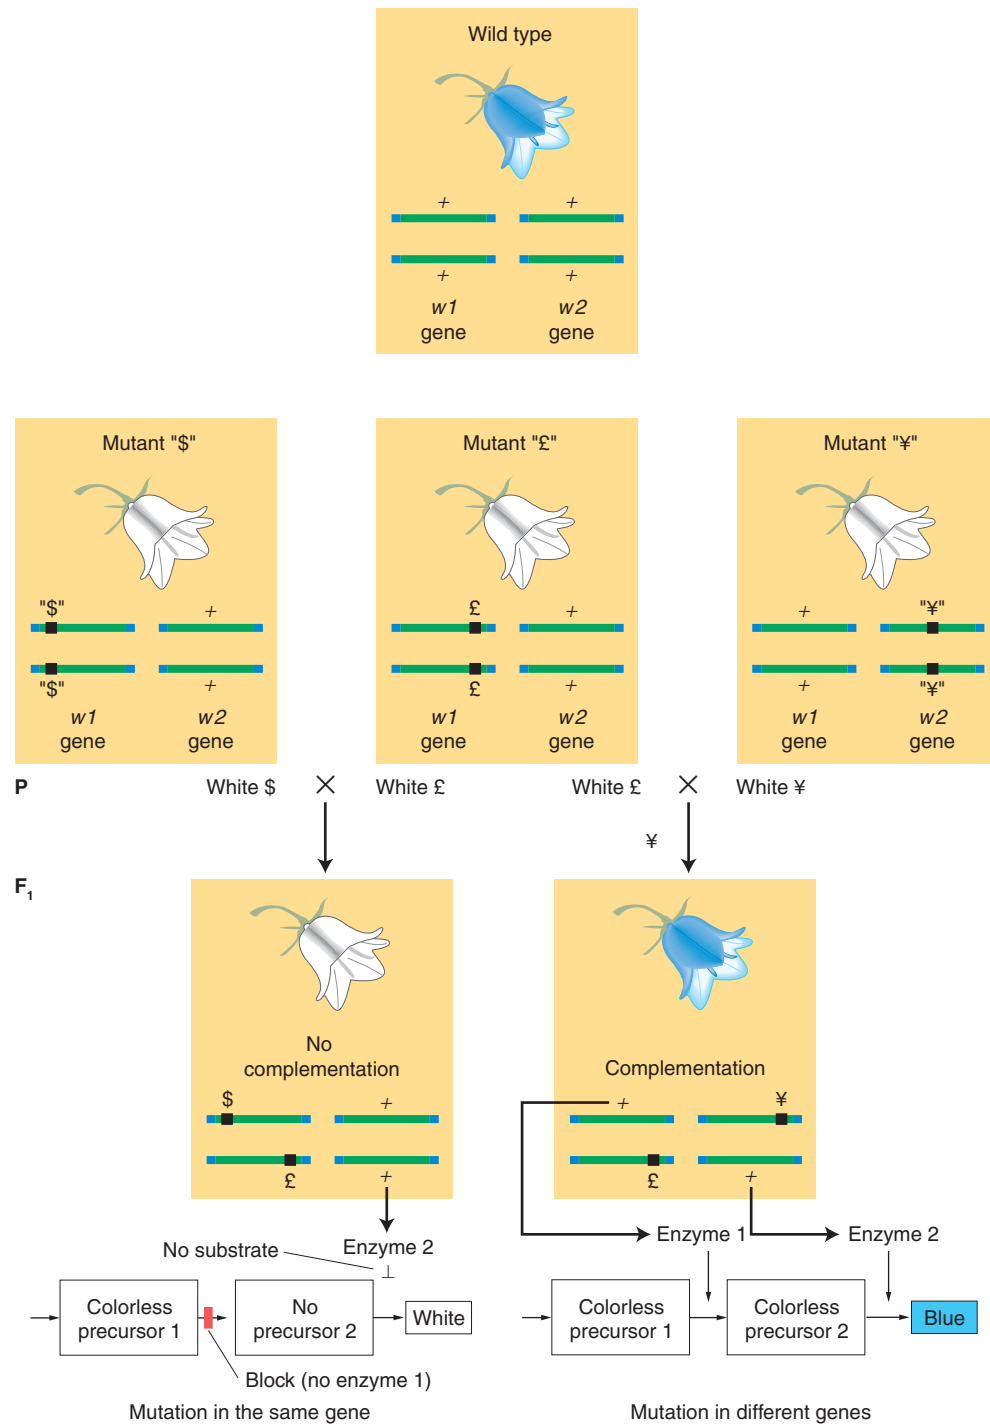 Wild type
+ +
+ +
w1 w2
gene gene
Mutant "$" Mutant "£" Mutant "¥"
"$" + £ + + "¥"
"$" + £ + + "¥"
w1 w2 w1 w2 w1 w2
gene gene gene gene gene gene
P White $ × White £ White £ × White ¥
¥
F1
No
complementation
Complementation
$ + + ¥
£ + £ +
No substrate Enzyme 2 Enzyme 1 Enzyme 2
Colorless
precursor 1
No
precursor 2
White
Colorless
precursor 1
Colorless
precursor 2
Blue
Block (no enzyme 1)
Mutation in the same gene Mutation in different genes